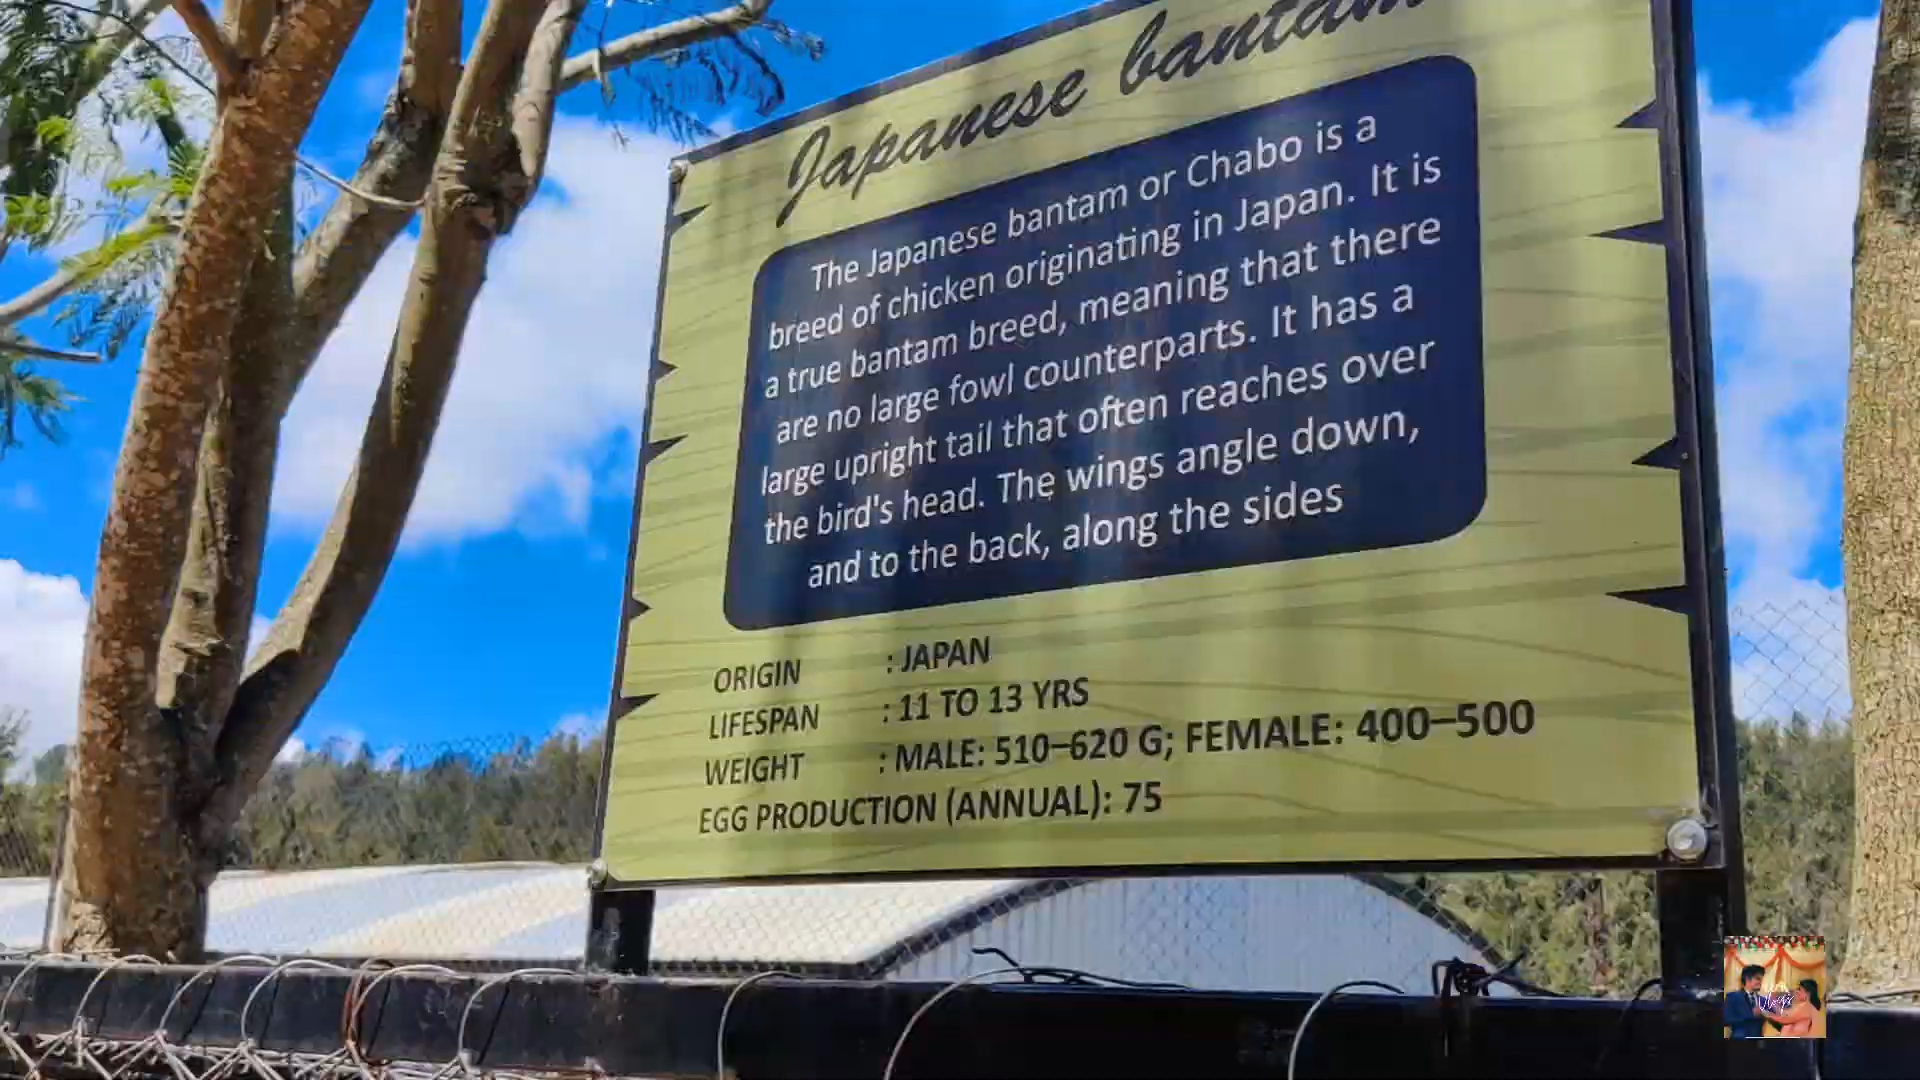 Japanese bantam
The Japanese bantam or Chabo is a
breed of chicken originating in Japan. It is
a true bantam breed, meaning that there
are no large fowl counterparts. It has a
large upright tail that often reaches over
the bird's head. The wings angle down,
and to the back, along the sides
ORIGIN : JAPAN
LIFESPAN : 11 TO 13 YRS
WEIGHT : MALE: 510–620 G; FEMALE: 400–500
EGG PRODUCTION (ANNUAL): 75